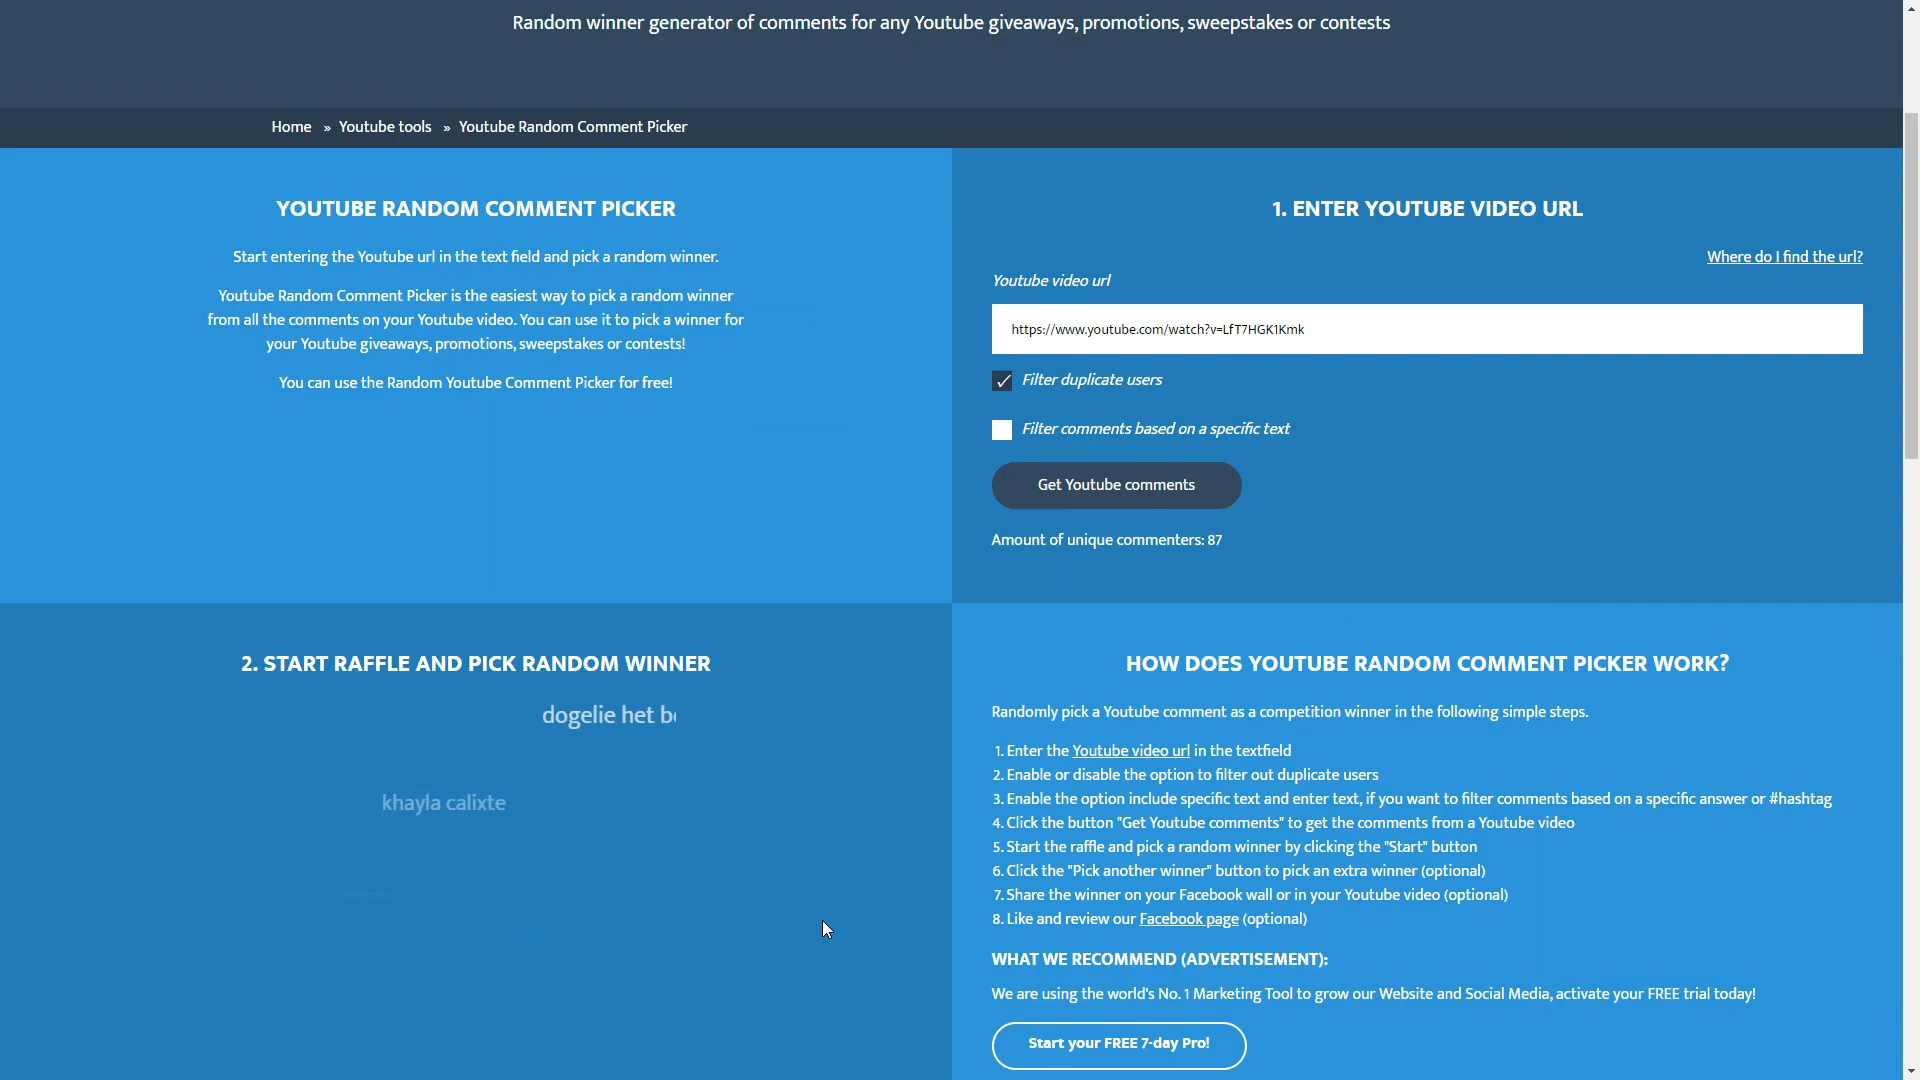 Random winner generator of comments for any Youtube giveaways, promotions, sweepstakes or contests
Home » Youtube tools » Youtube Random Comment Picker
YOUTUBE RANDOM COMMENT PICKER
Start entering the Youtube url in the text field and pick a random winner.
Youtube Random Comment Picker is the easiest way to pick a random winner
from all the comments on your Youtube video. You can use it to pick a winner for
your Youtube giveaways, promotions, sweepstakes or contests!
You can use the Random Youtube Comment Picker for free!
1. ENTER YOUTUBE VIDEO URL
Where do I find the url?
Youtube video url
https://www.youtube.com/watch?v=LfT7HGK1Kmk
Filter duplicate users
Filter comments based on a specific text
Get Youtube comments
Amount of unique commenters: 87
2. START RAFFLE AND PICK RANDOM WINNER
dogelie het
khayla calixte
HOW DOES YOUTUBE RANDOM COMMENT PICKER WORK?
Randomly pick a Youtube comment as a competition winner in the following simple steps.
1. Enter the Youtube video url in the textfield
2. Enable or disable the option to filter out duplicate users
3. Enable the option include specific text and enter text, if you want to filter comments based on a specific answer or #hashtag
4. Click the button "Get Youtube comments" to get the comments from a Youtube video
5. Start the raffle and pick a random winner by clicking the "Start" button
6. Click the "Pick another winner" button to pick an extra winner (optional)
7. Share the winner on your Facebook wall or in your Youtube video (optional)
8. Like and review our Facebook page (optional)
WHAT WE RECOMMEND (ADVERTISEMENT):
We are using the world's No. 1 Marketing Tool to grow our Website and Social Media, activate your FREE trial today!
Start your FREE 7-day Pro!